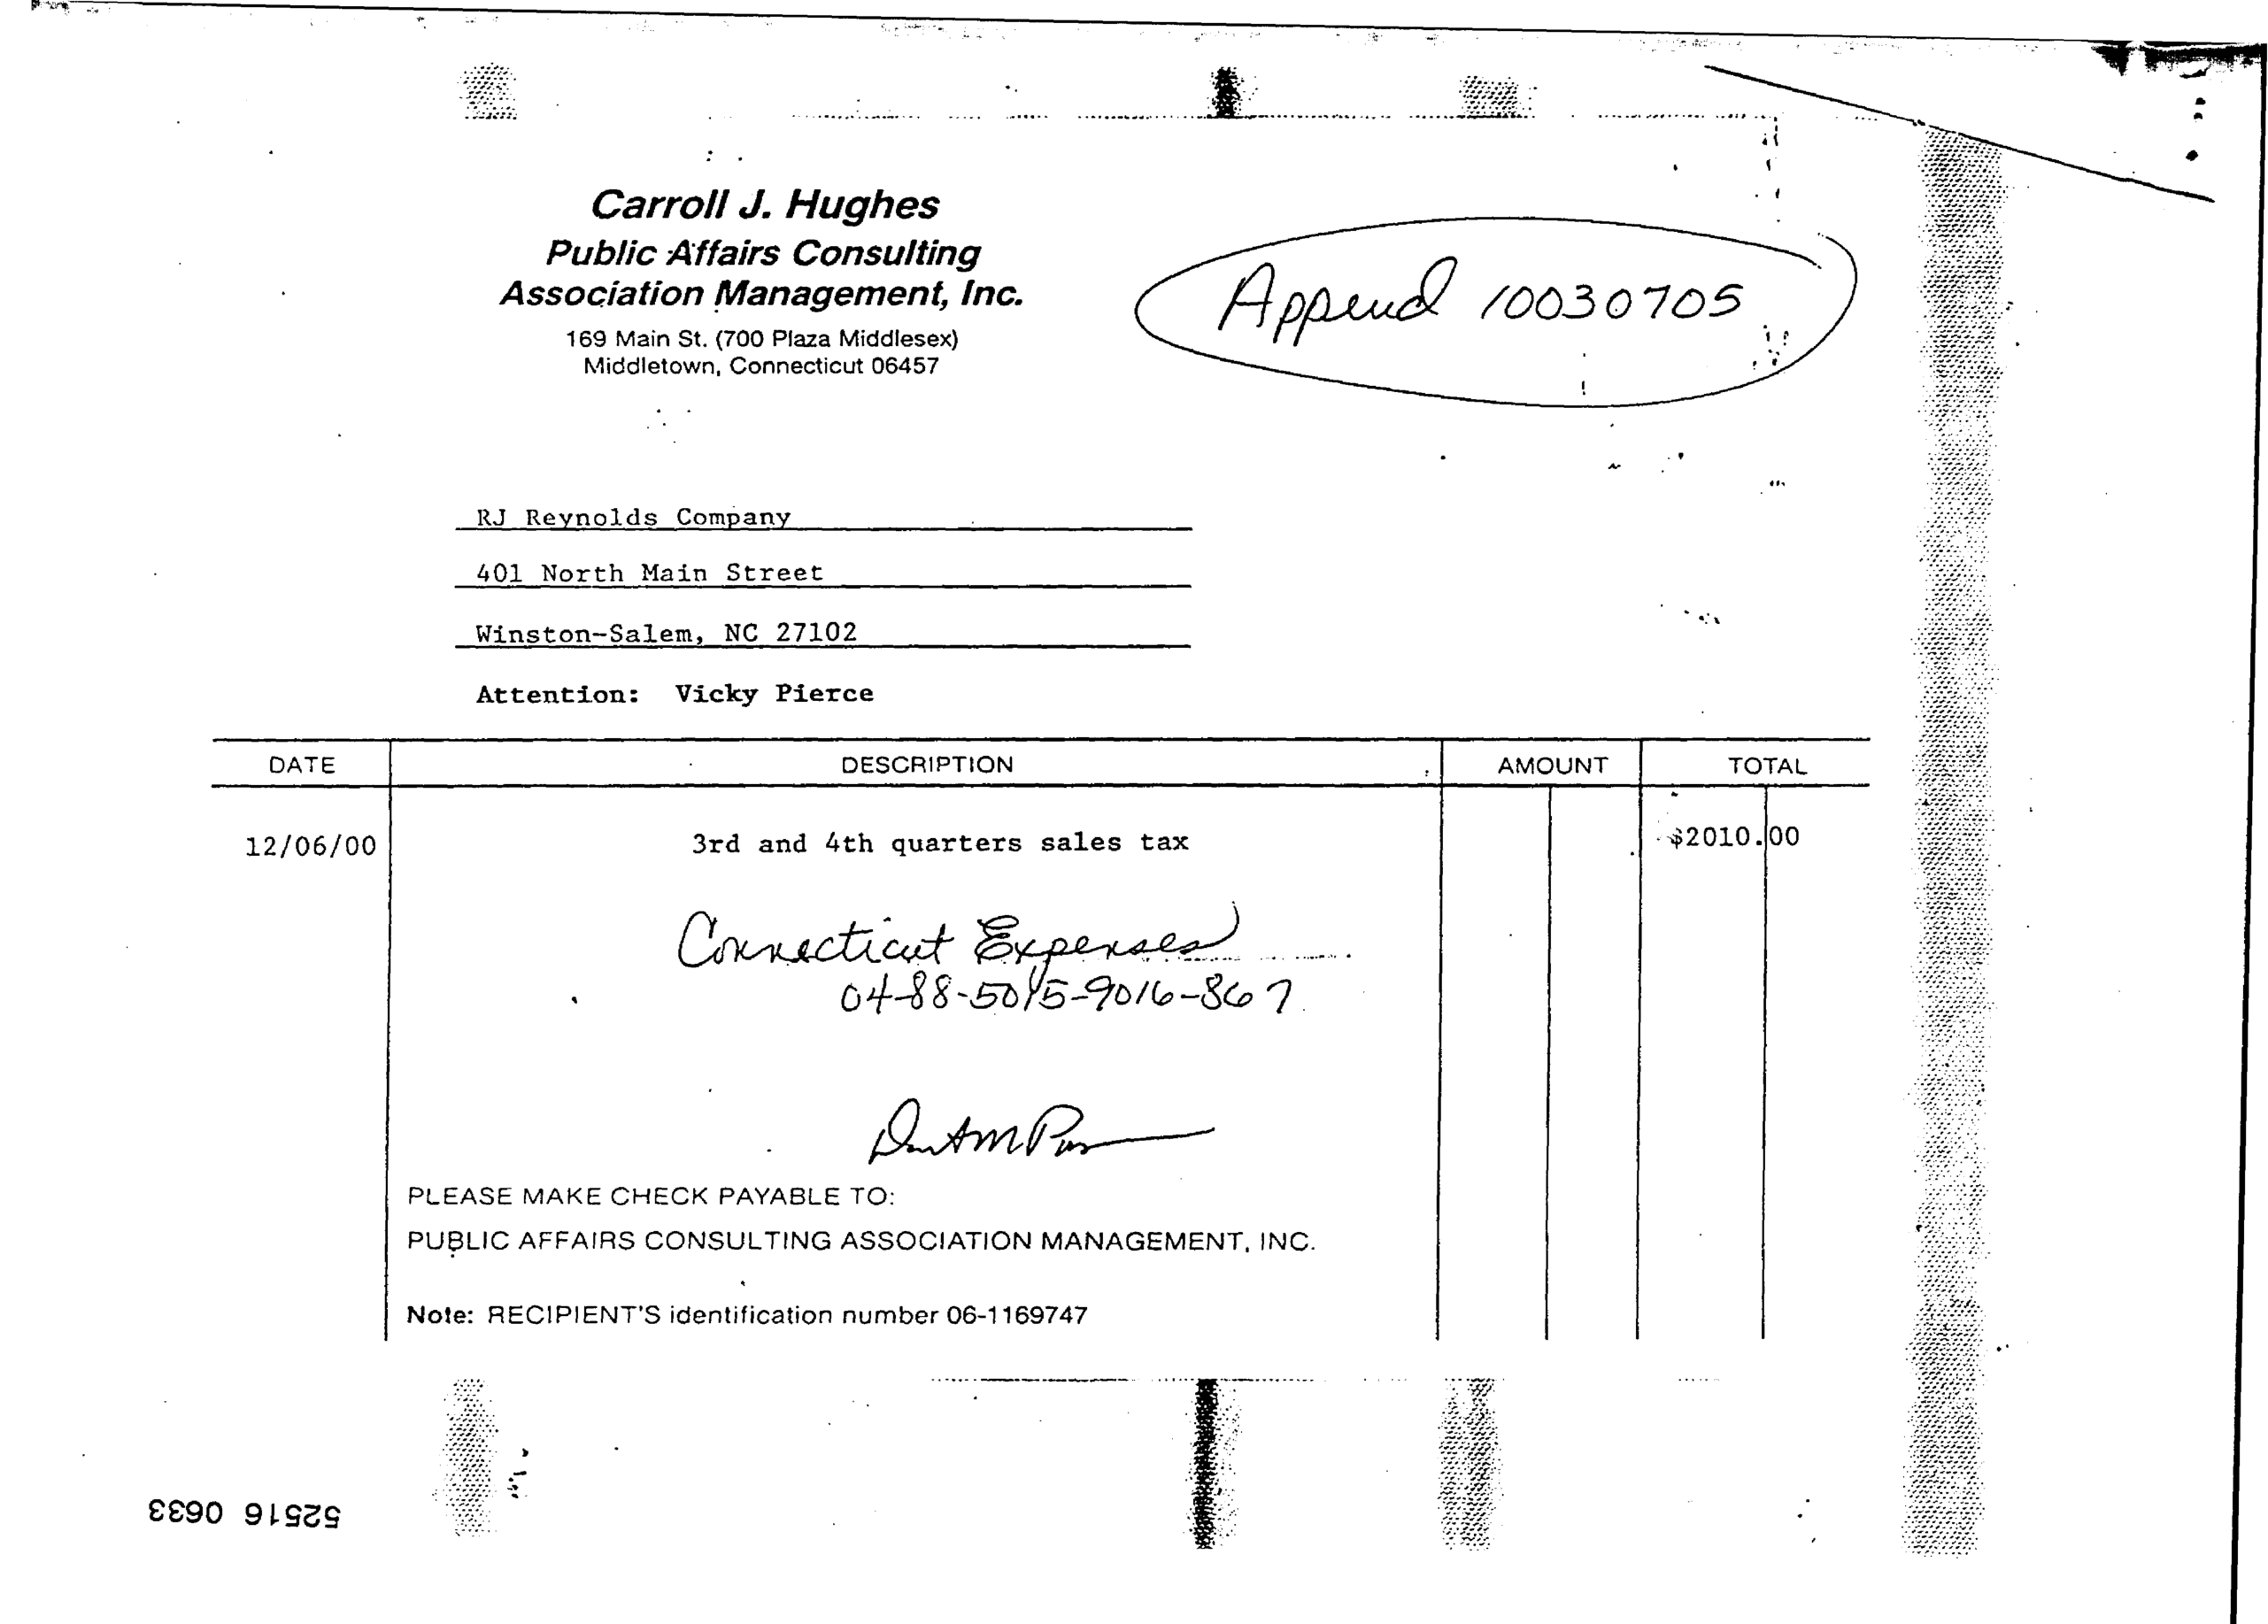 Carroll J. Hughes
Public Affairs Consulting
Association Management, Inc.
169 Main St. (700 Plaza Middlesex)
Middletown, Connecticut 06457
Append 10030705
RJ Reynolds Company
401 North Main Street
Winston-Salem, NC 27102
Attention: Vicky Pierce
DATE DESCRIPTION AMOUNT TOTAL
12/06/00 3rd and 4th quarters sales tax $2010.00
Connecticut Expenses
04-88-5015-9016-867
PLEASE MAKE CHECK PAYABLE TO:
PUBLIC AFFAIRS CONSULTING ASSOCIATION MANAGEMENT, INC.
Note: RECIPIENT'S identification number 06-1169747
52516 0633